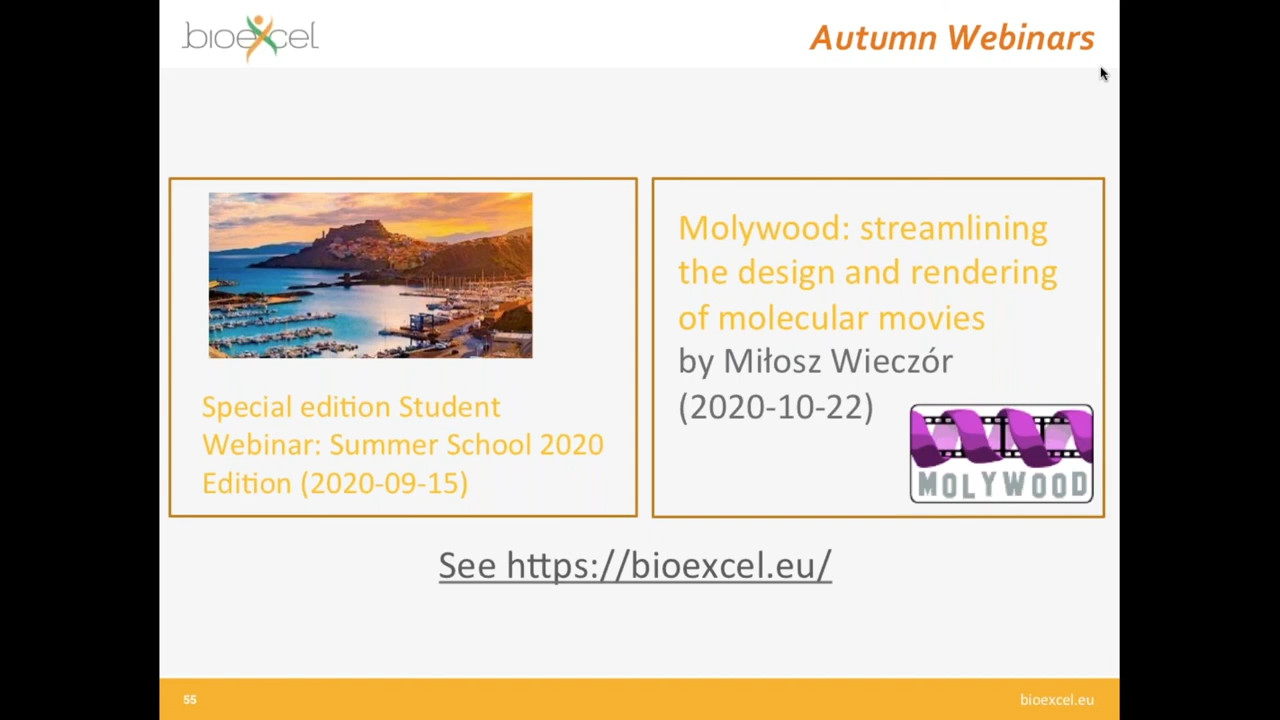 bioexcel
Autumn Webinars
Special edition Student
Webinar: Summer School 2020
Edition (2020-09-15)
Molywood: streamlining
the design and rendering
of molecular movies
by Miłosz Wieczór
(2020-10-22)
MOLYWOOD
See https://bioexcel.eu/
55
bioexcel.eu